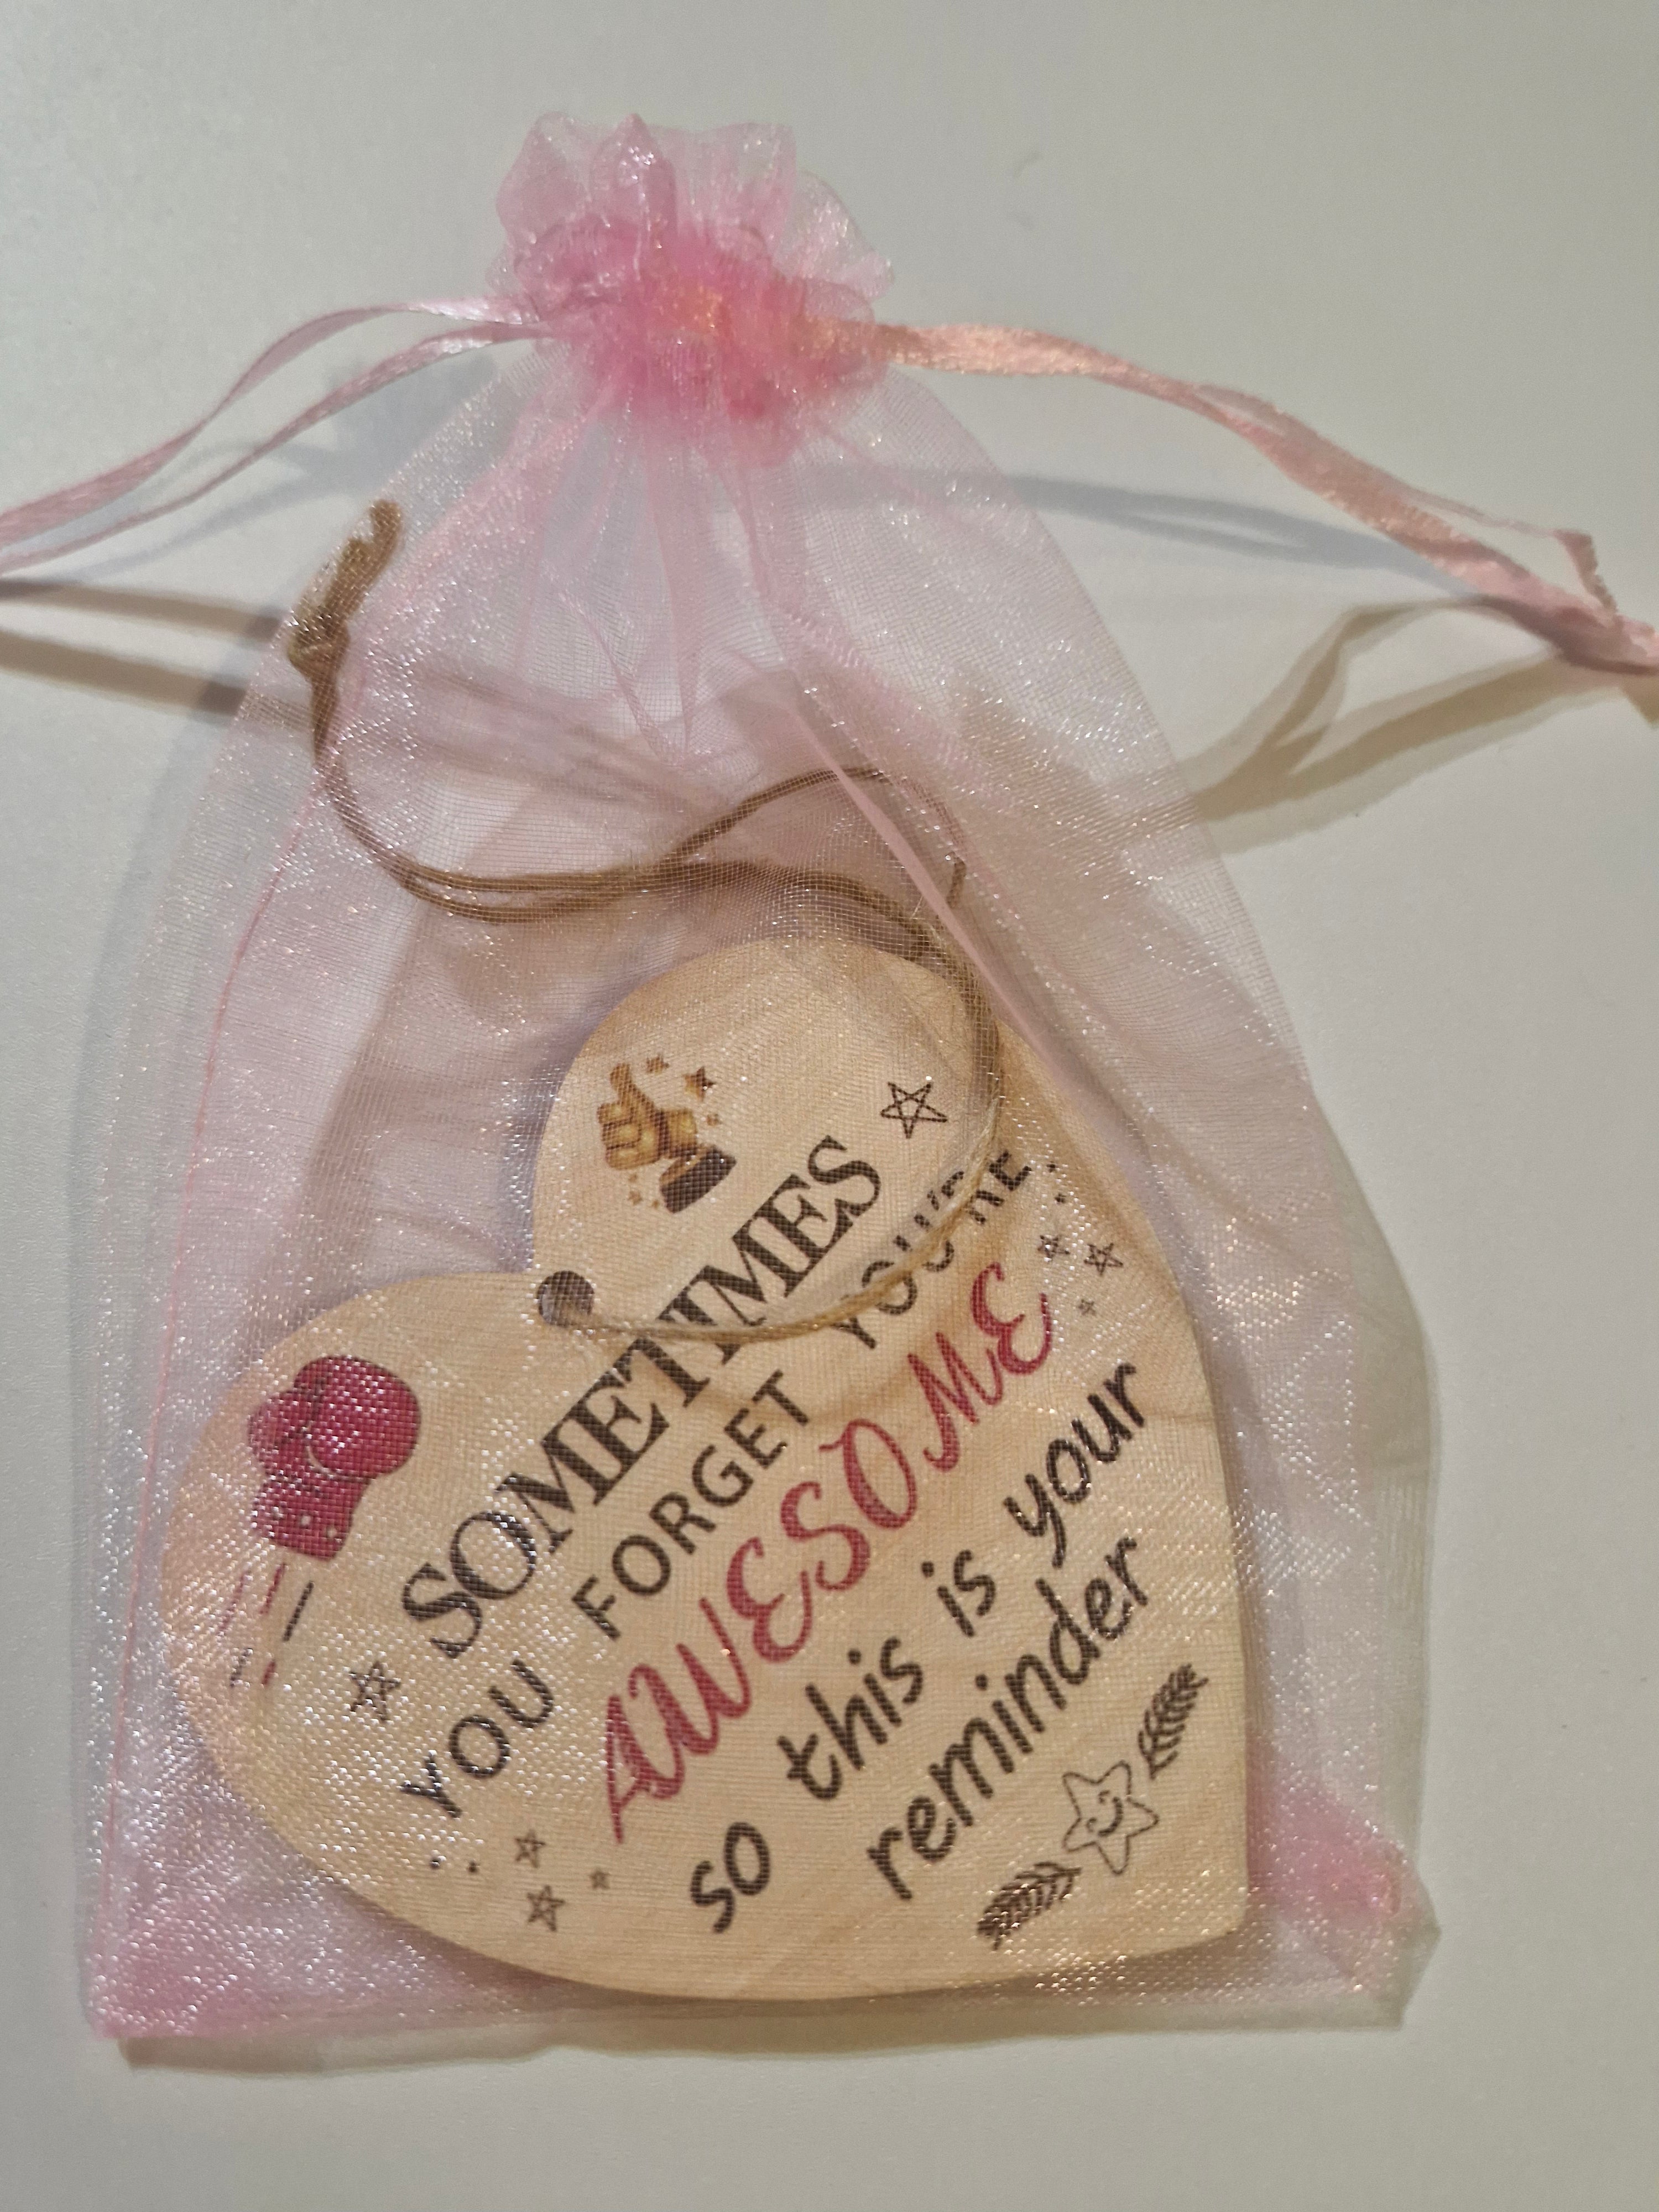 SOMETIMES
YOU FORGET YOU'RE
AWESOME
so this is your
reminder